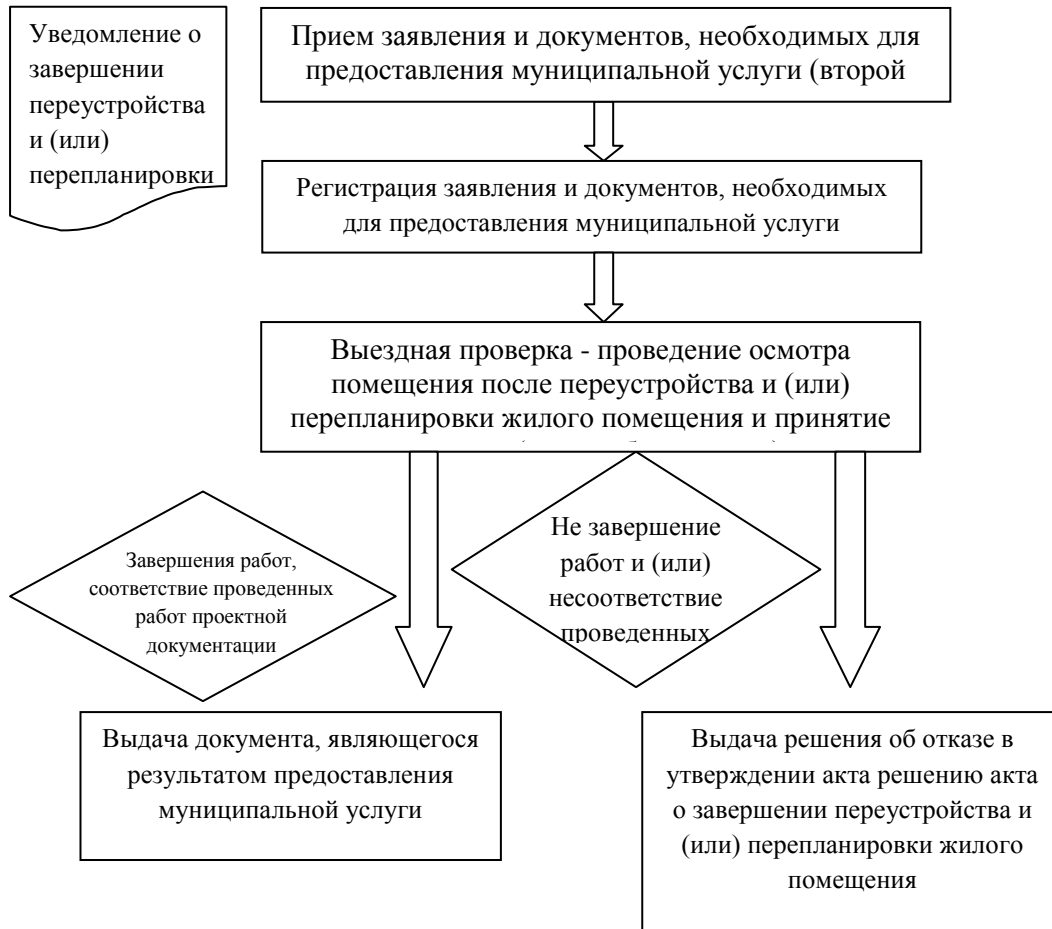 Уведомление о
завершении
переустройства
и (или)
перепланировки
Прием заявления и документов, необходимых для
предоставления муниципальной услуги (второй
Регистрация заявления и документов, необходимых
для предоставления муниципальной услуги
Выездная проверка - проведение осмотра
помещения после переустройства и (или)
перепланировки жилого помещения и принятие
Завершения работ,
соответствие проведенных
работ проектной
документации
Не завершение
работ и (или)
несоответствие
проведенных
Выдача документа, являющегося
результатом предоставления
муниципальной услуги
Выдача решения об отказе в
утверждении акта решению акта
о завершении переустройства и
(или) перепланировки жилого
помещения